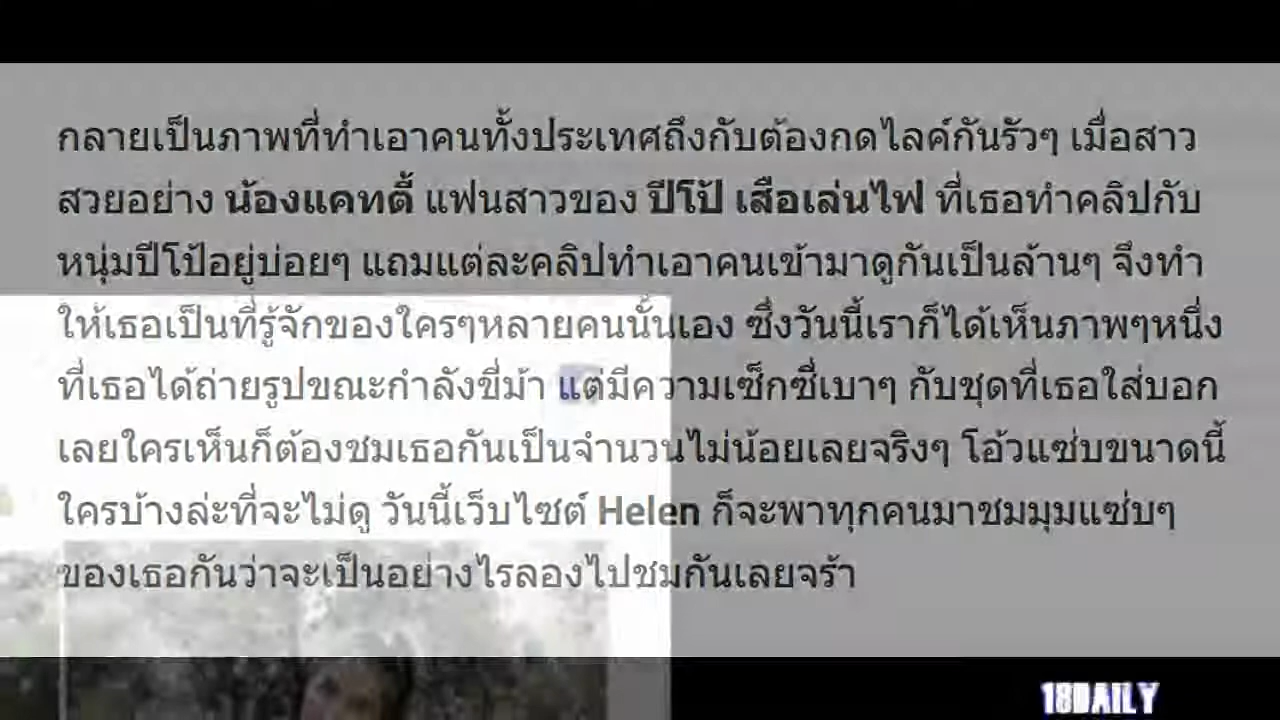 กลายเป็นภาพที่ทำเอาคนทั้งประเทศถึงกับต้องกดไลค์กันรัวๆ เมื่อสาว
สวยอย่าง น้องแคทตี้ แฟนสาวของ ปีโป้ เสือเล่นไฟ ที่เธอทำคลิปกับ
หนุ่มปีโป้อยู่บ่อยๆ แถมแต่ละคลิปทำเอาคนเข้ามาดูกันเป็นล้านๆ จึงทำ
ให้เธอเป็นที่รู้จักของใครๆหลายคนนั้นเอง ซึ่งวันนี้เราก็ได้เห็นภาพๆหนึ่ง
ที่เธอได้ถ่ายรูปขณะกำลังขี่ม้า แต่มีความเซ็กซี่เบาๆ กับชุดที่เธอใส่บอก
เลยใครเห็นก็ต้องชมเธอกันเป็นจำนวนไม่น้อยเลยจริงๆ โอ้วแซ่บขนาดนี้
ใครบ้างล่ะที่จะไม่ดู วันนี้เว็บไซต์ Helen ก็จะพาทุกคนมาชมมุมแซ่บๆ
ของเธอกันว่าจะเป็นอย่างไรลองไปชมกันเลยจร้า
18DAILY